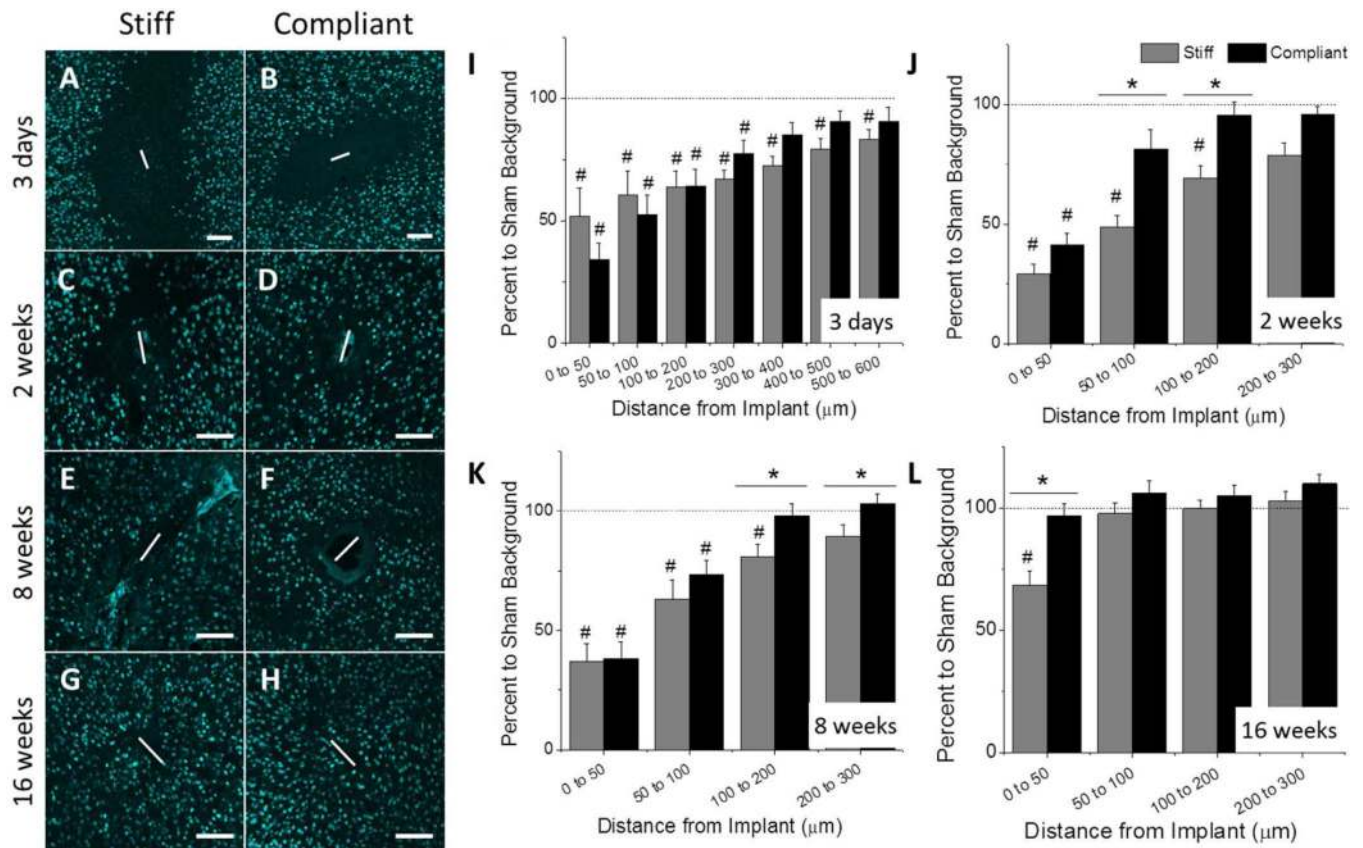 Stiff Compliant
3 days
A
B
2 weeks
C
D
8 weeks
E
F
16 weeks
G
H
I
Percent to Sham Background
100
50
0
# # # # # # # # # # #
3 days
0 to 50 50 to 100 100 to 200 200 to 300 300 to 400 400 to 500 500 to 600
Distance from Implant (μm)
J
Stiff Compliant
Percent to Sham Background
100
50
0
* *
# # # #
2 weeks
0 to 50 50 to 100 100 to 200 200 to 300
Distance from Implant (μm)
K
Percent to Sham Background
100
50
0
* *
# # # # #
8 weeks
0 to 50 50 to 100 100 to 200 200 to 300
Distance from Implant (μm)
L
Percent to Sham Background
100
50
0
*
#
16 weeks
0 to 50 50 to 100 100 to 200 200 to 300
Distance from Implant (μm)